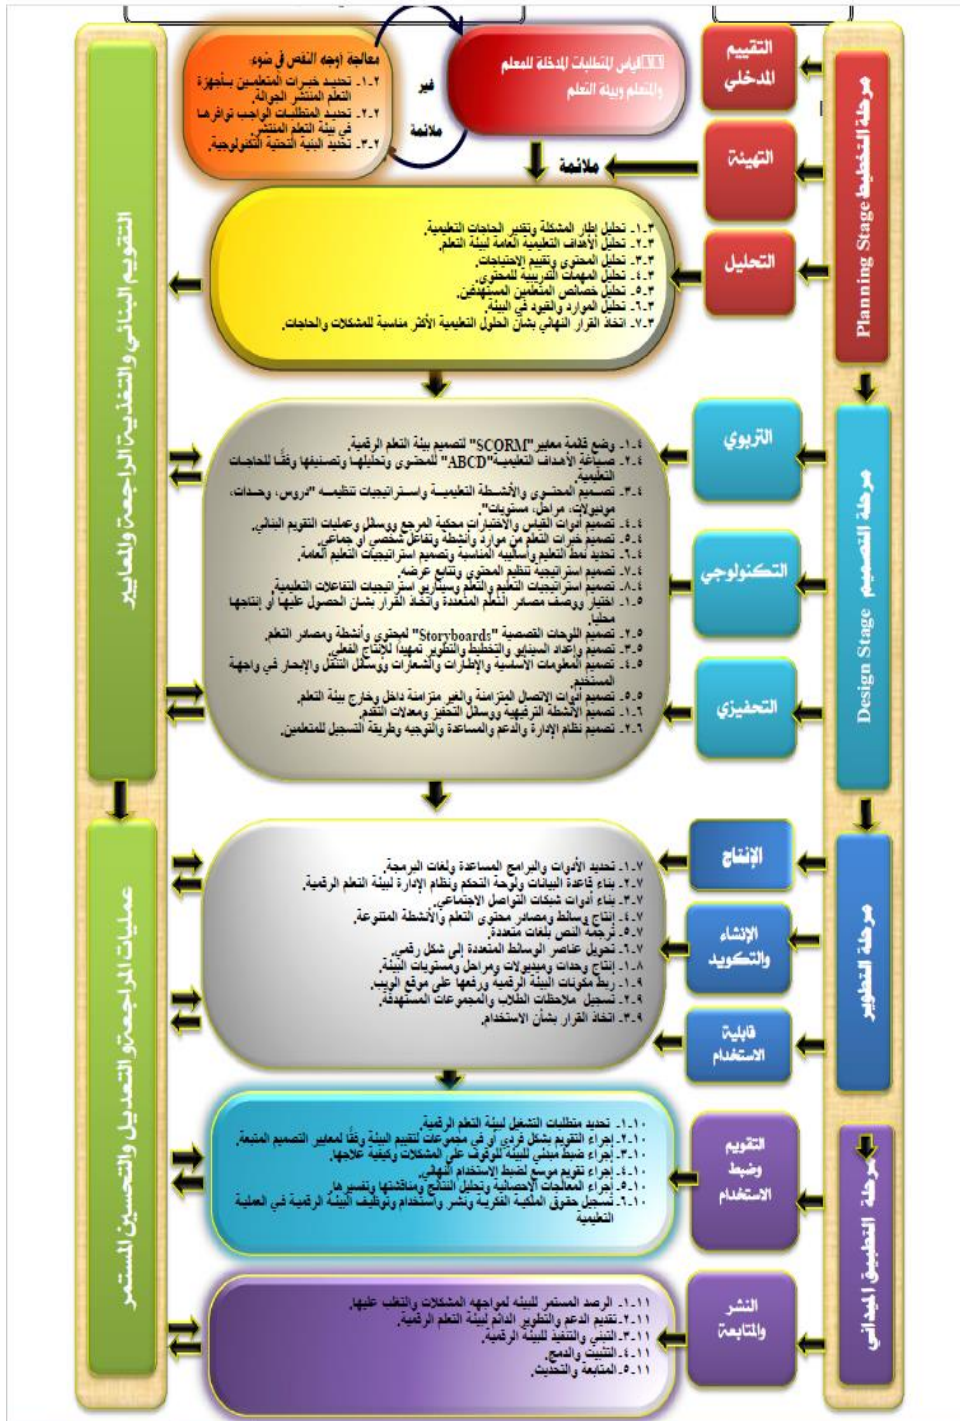 مرحلة التخطيط Planning Stage
التقييم
المدخلي
قياس المتطلبات المدخلة للمعلم
والمتعلم وبيئة التعلم
غير
ملائمة
معالجة أوجه النقص في ضوء:
٢-١- تحديد خبرات المتعلمين بأجهزة
التعلم المنتشر الجوالة.
٢-٢- تحديد المتطلبات الواجب توافرها
في بيئة التعلم المنتشر.
٢-٣- تحديد البنية التحتية التكنولوجية.
التهيئة
ملائمة
التحليل
٣-١- تحليل إطار المشكلة وتقدير الحاجات التعليمية.
٣-٢- تحليل الأهداف التعليمية العامة لبيئة التعلم.
٣-٣- تحليل المحتوى وتقييم الاحتياجات.
٣-٤- تحليل المهمات التدريبية للمحتوى.
٣-٥- تحليل خصائص المتعلمين المستهدفين.
٣-٦- تحليل الموارد والقيود في البيئة.
٣-٧- اتخاذ القرار النهائي بشأن الحلول التعليمية الأكثر مناسبة للمشكلات والحاجات.
التقويم البنائي والتغذية الراجعة والمعايير
مرحلة التصميم Design Stage
التربوي
التكنولوجي
التحفيزي
٤-١- وضع قائمة معايير "SCORM" لتصميم بيئة التعلم الرقمية.
٤-٢- صياغة الأهداف التعليمية "ABCD" للمحتوى وتحليلها وتصنيفها وفقًا للحاجات
التعليمية
٤-٣- تصميم المحتوى والأنشطة التعليمية واستراتيجيات تنظيمه "دروس، وحدات،
موديولات، مراحل، مستويات".
٤-٤- تصميم أدوات القياس والاختبارات محكية المرجع ووسائل وعمليات التقويم البنائي.
٤-٥- تصميم خبرات التعلم من موارد وأنشطة وتفاعل شخصي أو جماعي.
٤-٦- تحديد نمط التعليم وأساليبه المناسبة وتصميم استراتيجيات التعليم العامة.
٤-٧- تصميم استراتيجية تنظيم المحتوى وتتابع عرضه.
٤-٨- تصميم استراتيجيات التعليم والتعلم وسيناريو استراتيجيات التفاعلات التعليمية.
٥-١- اختيار ووصف مصادر التعلم المتعددة واتخاذ القرار بشأن الحصول عليها أو إنتاجها
محليا.
٥-٢- تصميم اللوحات القصصية "Storyboards" لمحتوى وأنشطة ومصادر التعلم.
٥-٣- تصميم وإعداد السيناريو والتخطيط والتطوير تمهيدًا للإنتاج الفعلي.
٥-٤- تصميم المعلومات الأساسية والإطارات والشعارات ووسائل التنقل والإبحار في واجهة
المستخدم.
٥-٥- تصميم أدوات الاتصال المتزامنة والغير متزامنة داخل وخارج بيئة التعلم.
٦-١- تصميم الأنشطة الترفيهية ووسائل التحفيز ومعدلات التقدم.
٦-٢- تصميم نظام الإدارة والدعم والمساعدة والتوجيه وطريقة التسجيل للمتعلمين.
مرحلة التطوير
الإنتاج
الإنشاء
والتكويد
قابلية
الاستخدام
٧-١- تحديد الأدوات والبرامج المساعدة ولغات البرمجة.
٧-٢- بناء قاعدة البيانات ولوحة التحكم ونظام الإدارة لبيئة التعلم الرقمية.
٧-٣- بناء أدوات شبكات التواصل الاجتماعي.
٧-٤- إنتاج وسائط ومصادر محتوى التعلم والأنشطة المتنوعة.
٧-٥- ترجمة النص بلغات متعددة.
٧-٦- تحويل عناصر الوسائط المتعددة إلى شكل رقمي.
٨-١- إنتاج وحدات وميديولات ومراحل ومستويات البيئة.
٩-١- ربط مكونات البيئة الرقمية ورفعها على موقع الويب.
٩-٢- تسجيل ملاحظات الطلاب والمجموعات المستهدفة.
٩-٣- اتخاذ القرار بشأن الاستخدام.
عمليات المراجعة والتعديل والتحسين المستمر
مرحلة التطبيق الميداني
التقويم
وضبط
الاستخدام
١٠-١- تحديد متطلبات التشغيل لبيئة التعلم الرقمية.
١٠-٢- إجراء التقويم بشكل فردي أو في مجموعات لتقييم البيئة وفقًا لمعايير التصميم المتبعة.
١٠-٣- إجراء ضبط مبدئي للبيئة للوقوف على المشكلات وكيفية علاجها.
١٠-٤- إجراء تقويم موسع لضبط الاستخدام النهائي.
١٠-٥- إجراء المعالجات الاحصائية وتحليل النتائج ومناقشتها وتفسيرها.
١٠-٦- تسجيل حقوق الملكية الفكرية ونشر واستخدام وتوظيف البيئة الرقمية في العملية
التعليمية
النشر
والمتابعة
١١-١- الرصد المستمر للبيئة لمواجهه المشكلات والتغلب عليها.
١١-٢- تقديم الدعم والتطوير الدائم لبيئة التعلم الرقمية.
١١-٣- التبني والتنفيذ للبيئة الرقمية.
١١-٤- التثبيت والدمج.
١١-٥- المتابعة والتحديث.